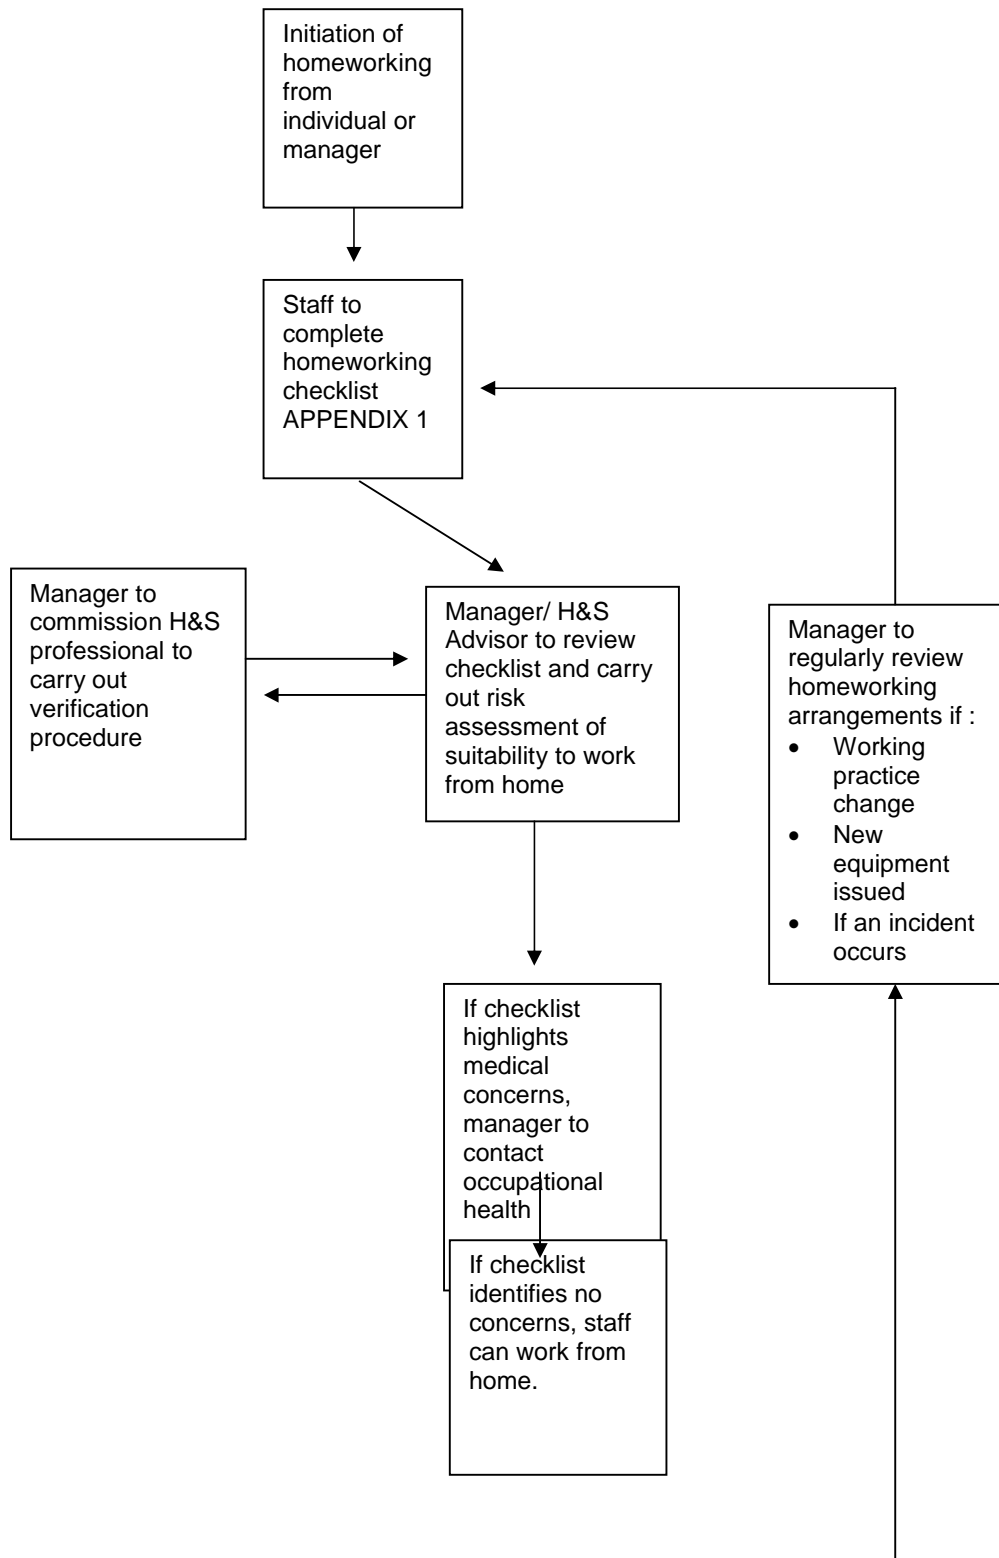 Initiation of
homeworking
from
individual or
manager
Staff to
complete
homeworking
checklist
APPENDIX 1
Manager to
commission H&S
professional to
carry out
verification
procedure
Manager/ H&S
Advisor to review
checklist and carry
out risk
assessment of
suitability to work
from home
Manager to
regularly review
homeworking
arrangements if :
• Working
practice
change
• New
equipment
issued
• If an incident
occurs
If checklist
highlights
medical
concerns,
manager to
contact
occupational
health
If checklist
identifies no
concerns, staff
can work from
home.